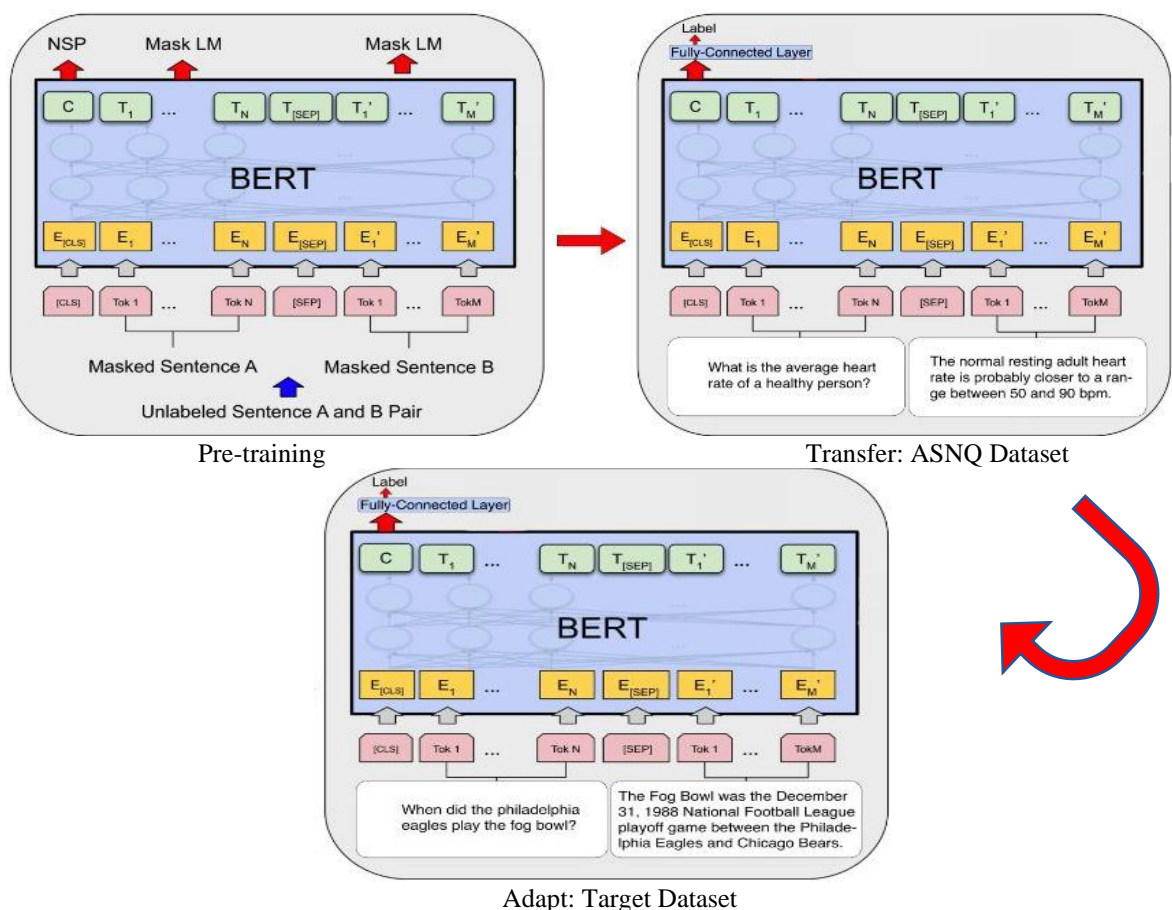 NSP Mask LM Mask LM
C T1 ... TN T[SEP] T1' ... TM'
...
BERT
E[CLS] E1 ... EN E[SEP] E1' ... EM'
[CLS] Tok 1 ... Tok N [SEP] Tok 1 ... TokM
Masked Sentence A Masked Sentence B
Unlabeled Sentence A and B Pair
Pre-training
Label
Fully-Connected Layer
C T1 ... TN T[SEP] T1' ... TM'
...
BERT
E[CLS] E1 ... EN E[SEP] E1' ... EM'
[CLS] Tok 1 ... Tok N [SEP] Tok 1 ... TokM
What is the average heart
rate of a healthy person?
The normal resting adult heart
rate is probably closer to a ran-
ge between 50 and 90 bpm.
Transfer: ASNQ Dataset
Label
Fully-Connected Layer
C T1 ... TN T[SEP] T1' ... TM'
...
BERT
E[CLS] E1 ... EN E[SEP] E1' ... EM'
[CLS] Tok 1 ... Tok N [SEP] Tok 1 ... TokM
When did the philadelphia
eagles play the fog bowl?
The Fog Bowl was the December
31, 1988 National Football League
playoff game between the Philade-
lphia Eagles and Chicago Bears.
Adapt: Target Dataset